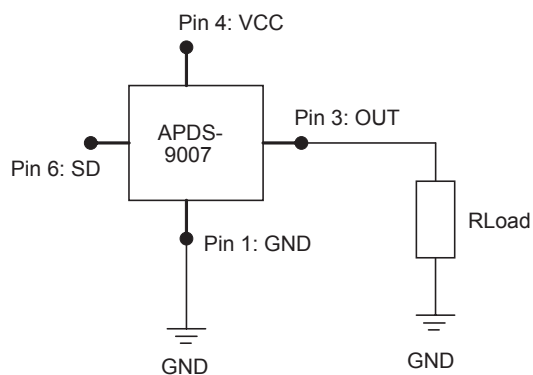 Pin 4: VCC
APDS-
9007
Pin 3: OUT
Pin 6: SD
RLoad
Pin 1: GND
GND
GND